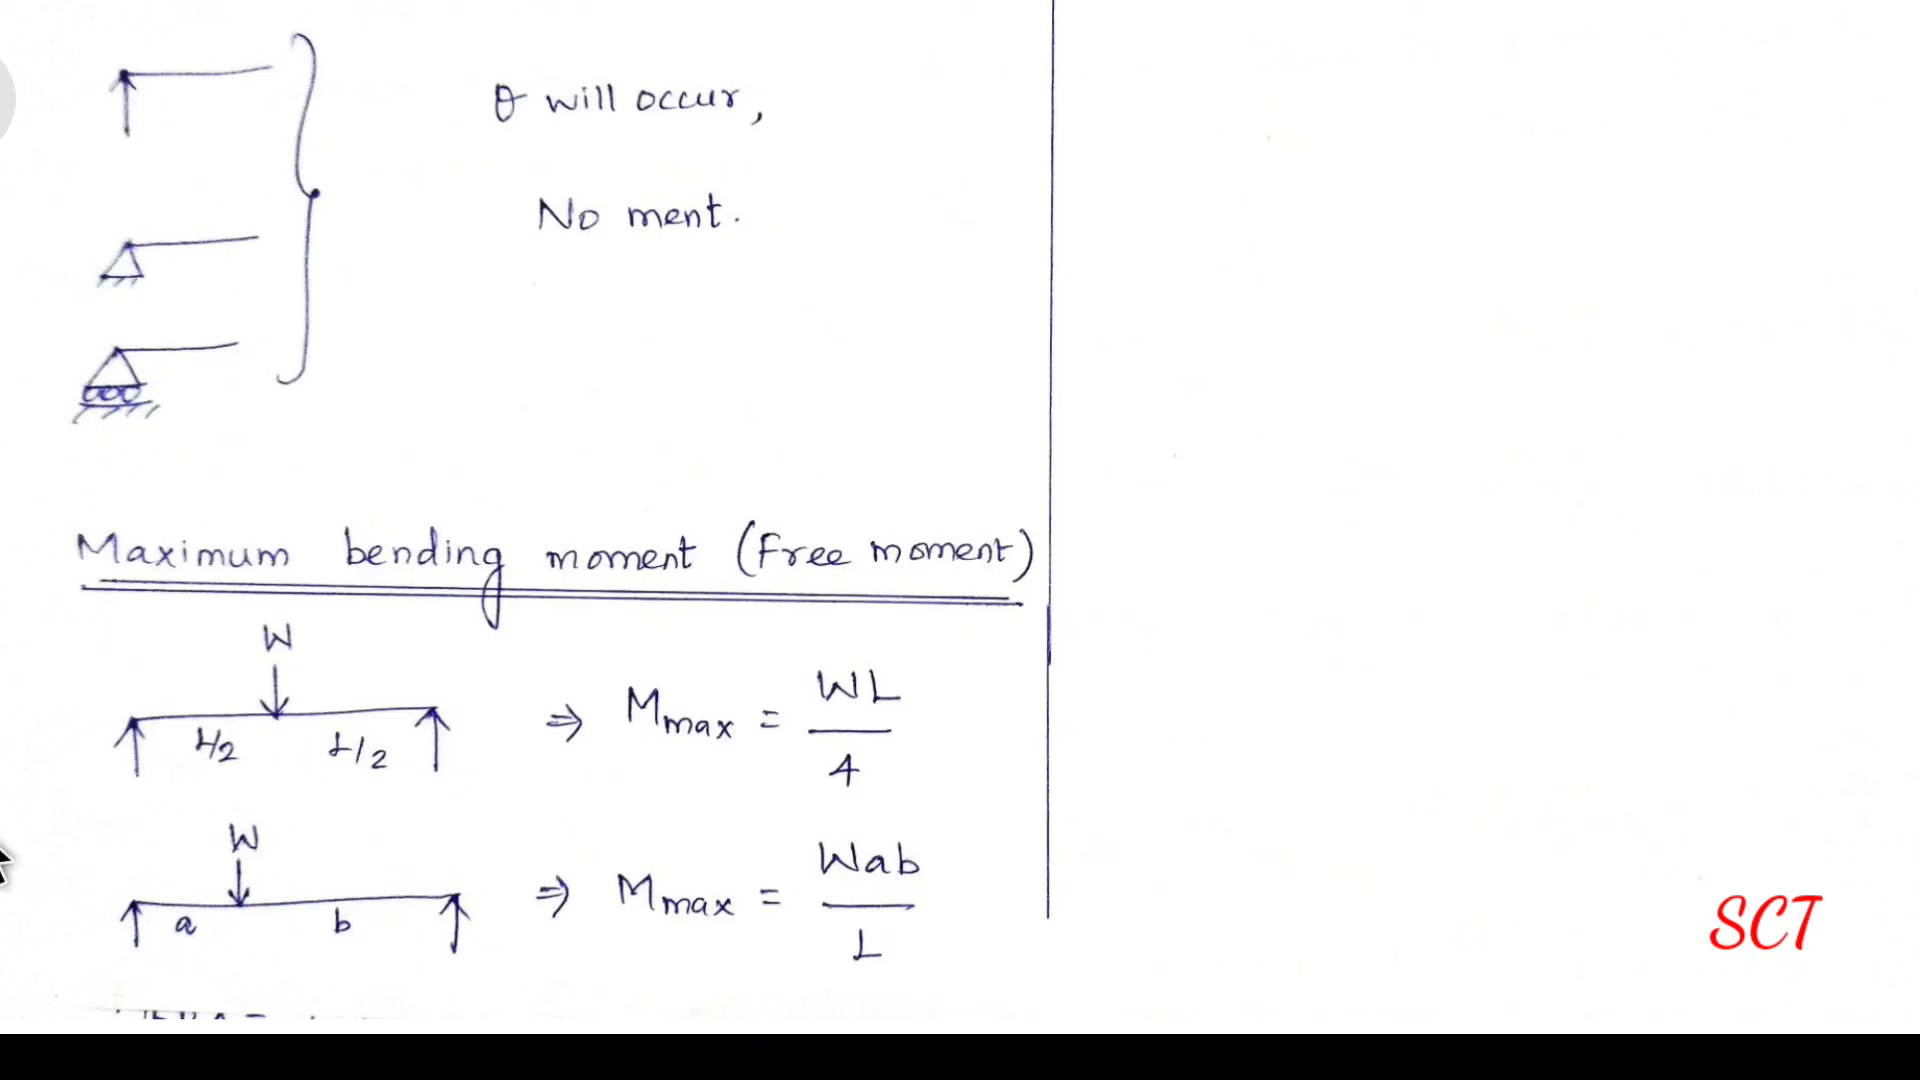 θ will occur,
No ment.
Maximum bending moment (Free moment)
W
L/2 L/2
⇒ Mmax = WL/4
W
a b
⇒ Mmax = Wab/L
SCT